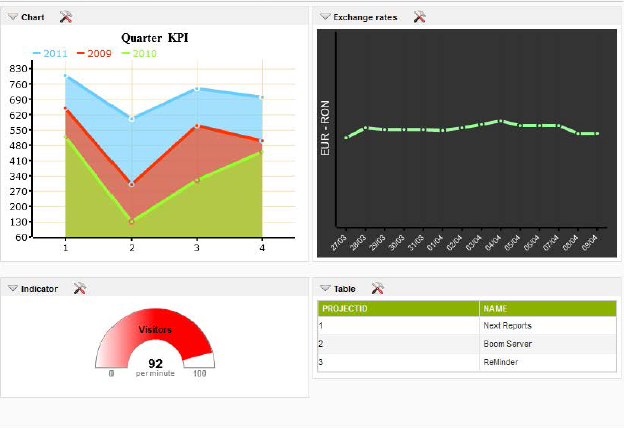 Chart
Quarter KPI
2011 2009 2010
830
760
690
620
550
480
410
340
270
200
130
60
1 2 3 4
Exchange rates
EUR - RON
27/03 28/03 29/03 30/03 31/03 01/04 02/04 03/04 04/04 05/04 06/04 07/04 08/04 09/04
Indicator
Visitors
92
per minute
0 100
Table
PROJECTID NAME
1 Next Reports
2 Boom Server
3 ReMinder